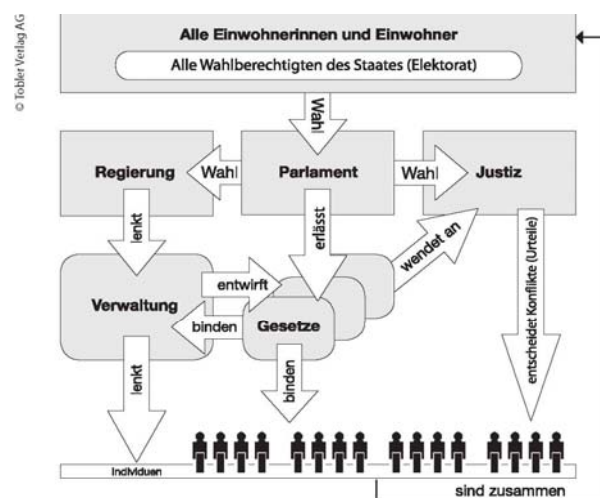 © Tobler Verlag AG
Alle Einwohnerinnen und Einwohner
Alle Wahlberechtigten des Staates (Elektorat)
Wahl
Regierung
Wahl
Parlament
Wahl
Justiz
lenkt
erlässt
wendet an
entscheidet Konflikte (Urteile)
entwirft
Verwaltung
binden
Gesetze
lenkt
binden
Individuen
sind zusammen